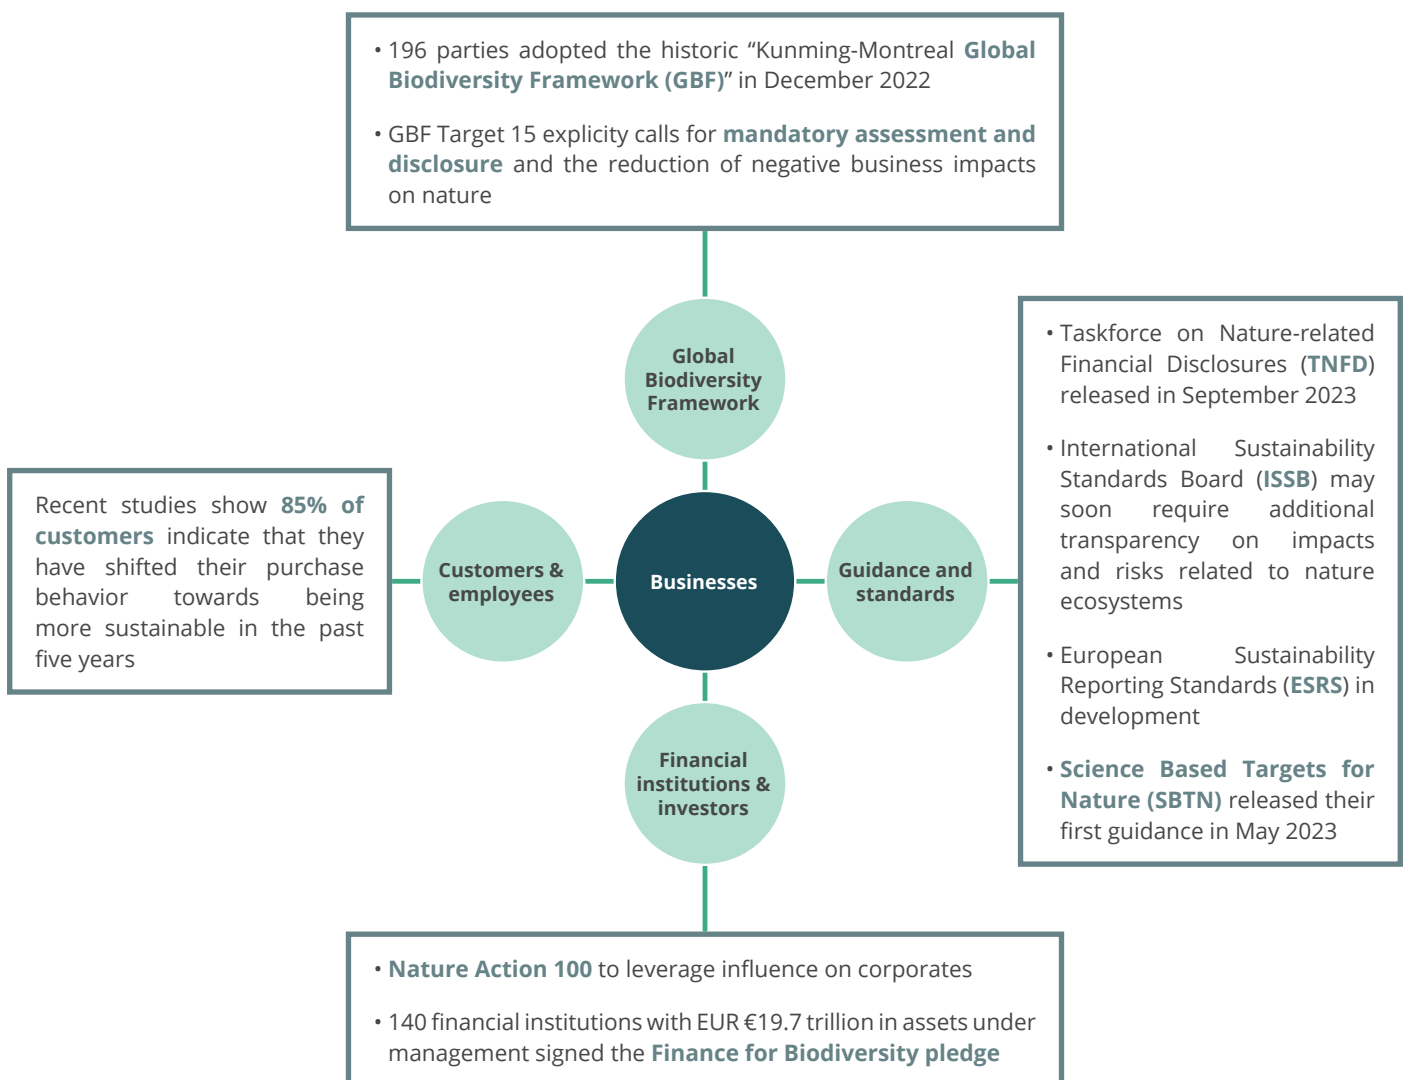 • 196 parties adopted the historic “Kunming-Montreal Global
Biodiversity Framework (GBF)” in December 2022
• GBF Target 15 explicity calls for mandatory assessment and
disclosure and the reduction of negative business impacts
on nature
Global
Biodiversity
Framework
Recent studies show 85% of
customers indicate that they
have shifted their purchase
behavior towards being
more sustainable in the past
five years
Customers &
employees
Businesses
Guidance and
standards
• Taskforce on Nature-related
Financial Disclosures (TNFD)
released in September 2023
• International Sustainability
Standards Board (ISSB) may
soon require additional
transparency on impacts
and risks related to nature
ecosystems
• European Sustainability
Reporting Standards (ESRS) in
development
• Science Based Targets for
Nature (SBTN) released their
first guidance in May 2023
Financial
institutions &
investors
• Nature Action 100 to leverage influence on corporates
• 140 financial institutions with EUR €19.7 trillion in assets under
management signed the Finance for Biodiversity pledge